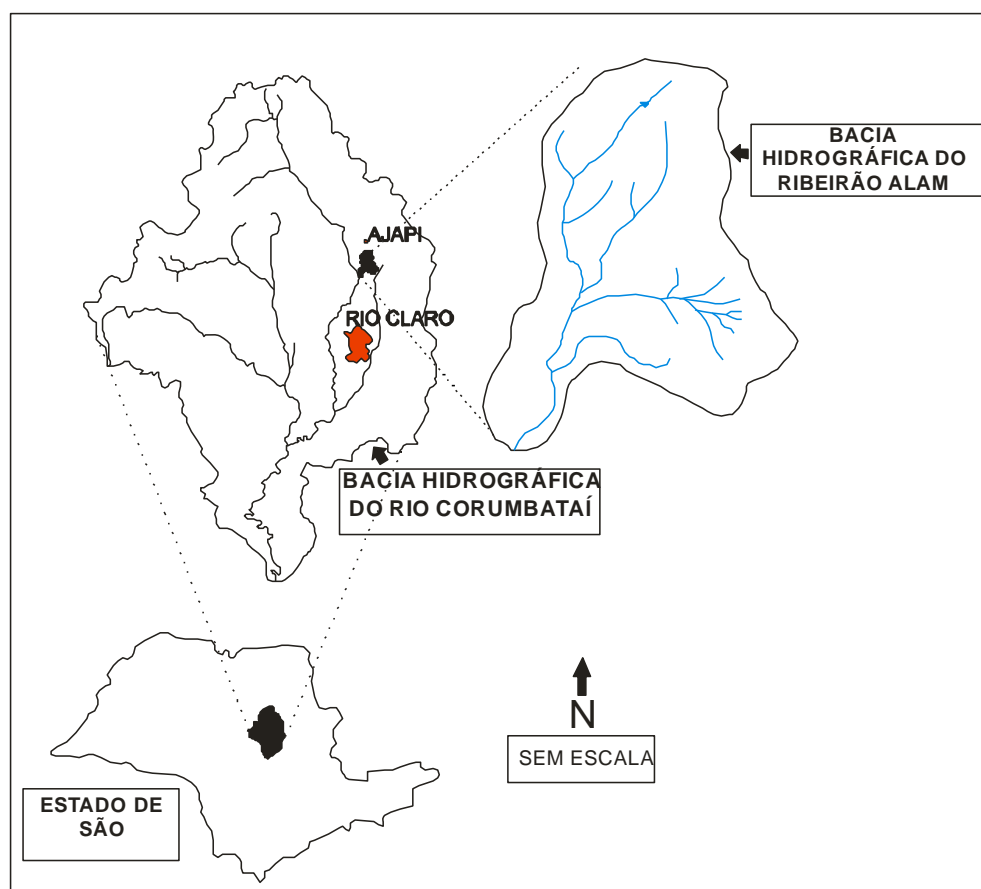 BACIA
HIDROGRÁFICA DO
RIBEIRÃO ALAM
AJAPI
RIO CLARO
BACIA HIDROGRÁFICA
DO RIO CORUMBATAÍ
N
SEM ESCALA
ESTADO DE
SÃO